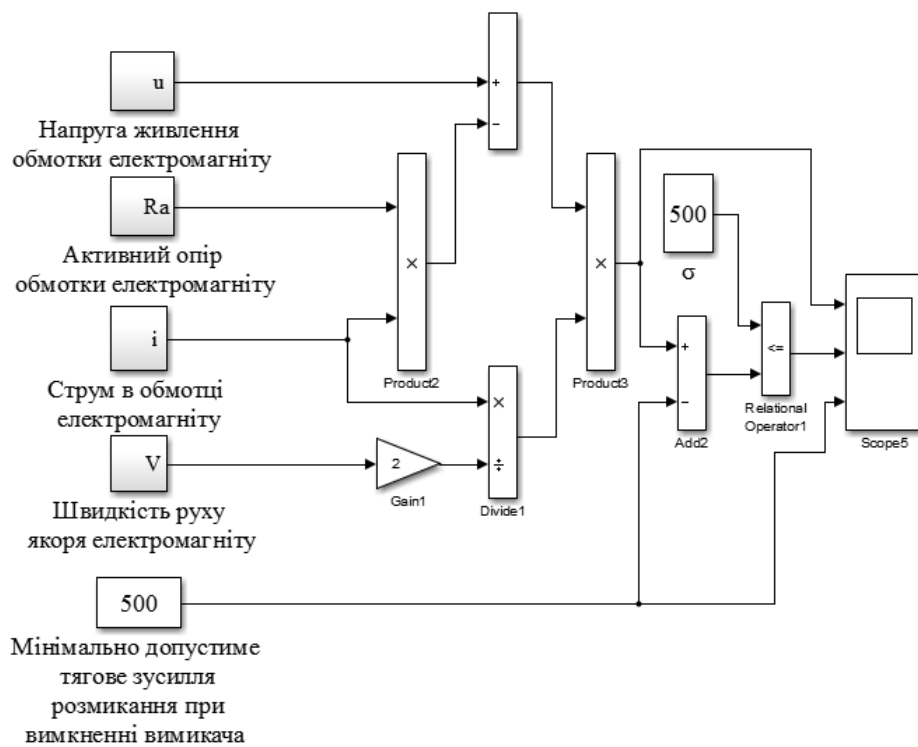 u
+
−
Напруга живлення
обмотки електромагніту
Ra
×
Product2
Активний опір
обмотки електромагніту
×
Product3
500
σ
i
Струм в обмотці
електромагніту
+
−
Add2
<=
Relational
Operator1
Scope5
V
2
Gain1
×
÷
Divide1
Швидкість руху
якоря електромагніту
500
Мінімально допустиме
тягове зусилля
розмикання при
вимкненні вимикача